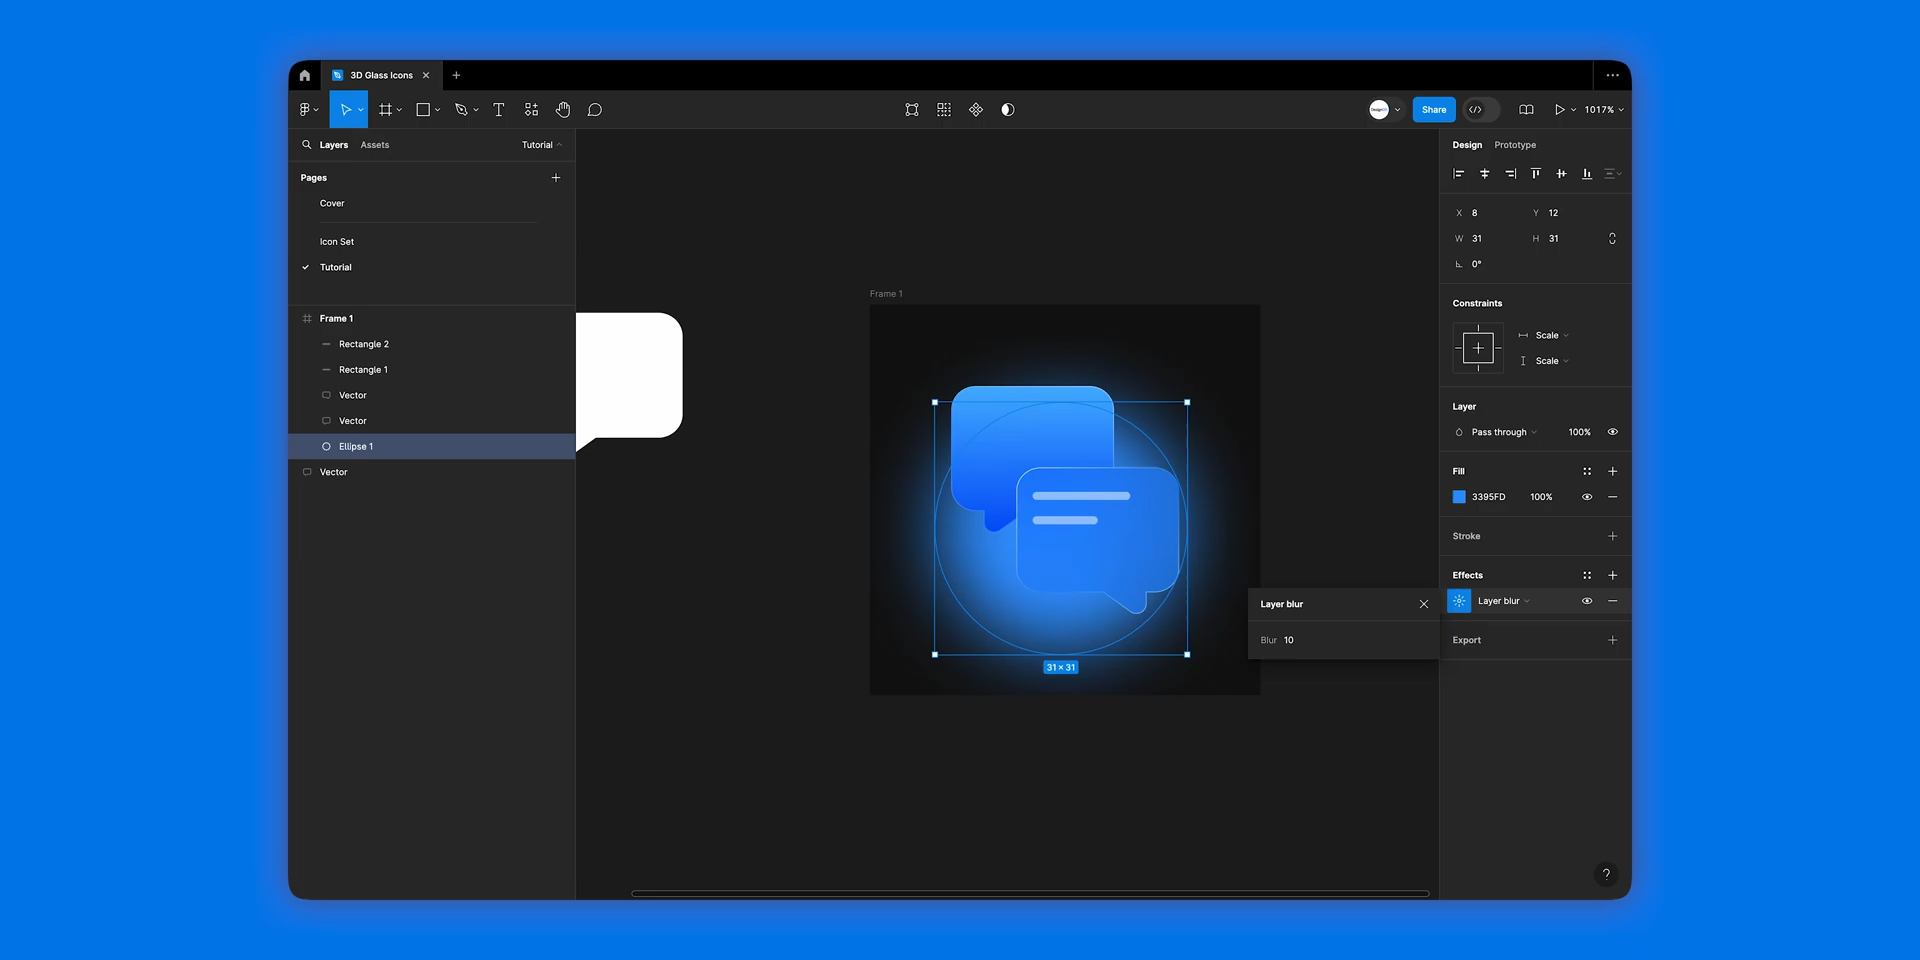 3D Glass Icons
Share
1017%
Layers
Assets
Tutorial
Pages
Cover
Icon Set
Tutorial
Frame 1
Rectangle 2
Rectangle 1
Vector
Vector
Ellipse 1
Vector
Frame 1
31 × 31
Layer blur
Blur 10
Design
Prototype
X 8
Y 12
W 31
H 31
0°
Constraints
Scale
Scale
Layer
Pass through
100%
Fill
3395FD
100%
Stroke
Effects
Layer blur
Export
?